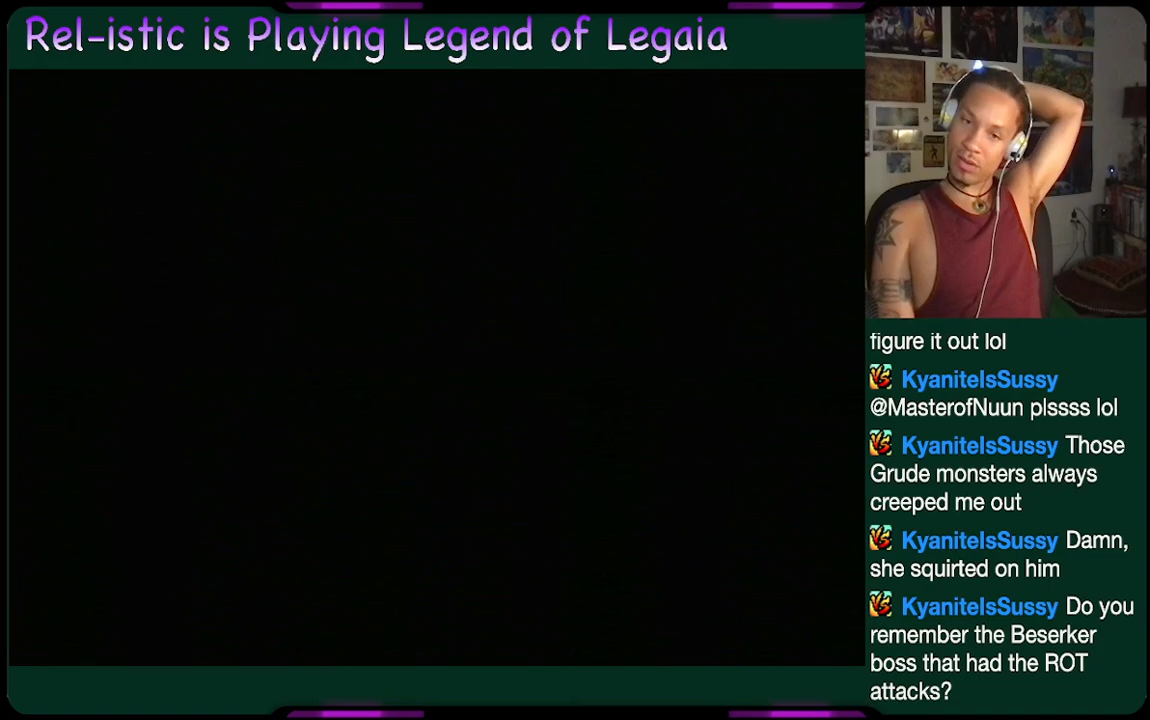 Rel-istic is Playing Legend of Legaia
figure it out lol
KyaniteIsSussy
@MasterofNuun plssss lol
KyaniteIsSussy Those
Grude monsters always
creeped me out
KyaniteIsSussy Damn,
she squirted on him
KyaniteIsSussy Do you
remember the Beserker
boss that had the ROT
attacks?